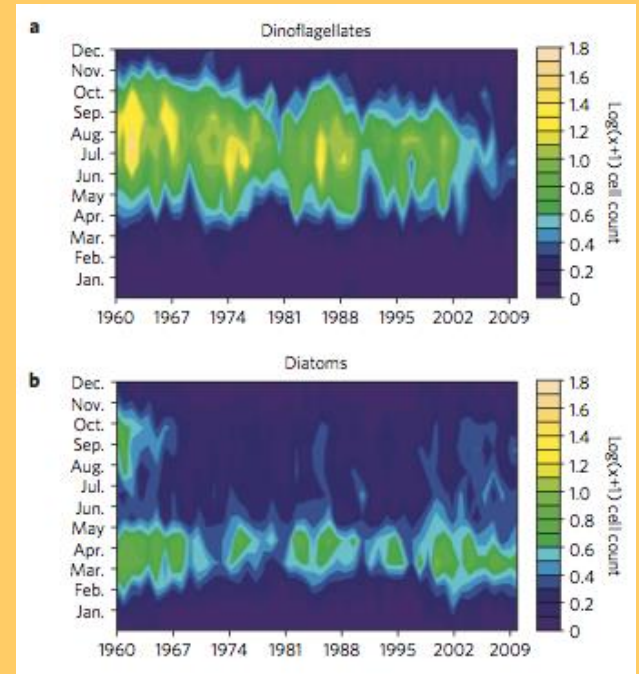 a
Dinoflagellates
Dec.
Nov.
Oct.
Sep.
Aug.
Jul.
Jun.
May
Apr.
Mar.
Feb.
Jan.
1960 1967 1974 1981 1988 1995 2002 2009
1.8
1.6
1.4
1.2
1.0
0.8
0.6
0.4
0.2
0
Log(x+1) cell count
b
Diatoms
Dec.
Nov.
Oct.
Sep.
Aug.
Jul.
Jun.
May
Apr.
Mar.
Feb.
Jan.
1960 1967 1974 1981 1988 1995 2002 2009
1.8
1.6
1.4
1.2
1.0
0.8
0.6
0.4
0.2
0
Log(x+1) cell count